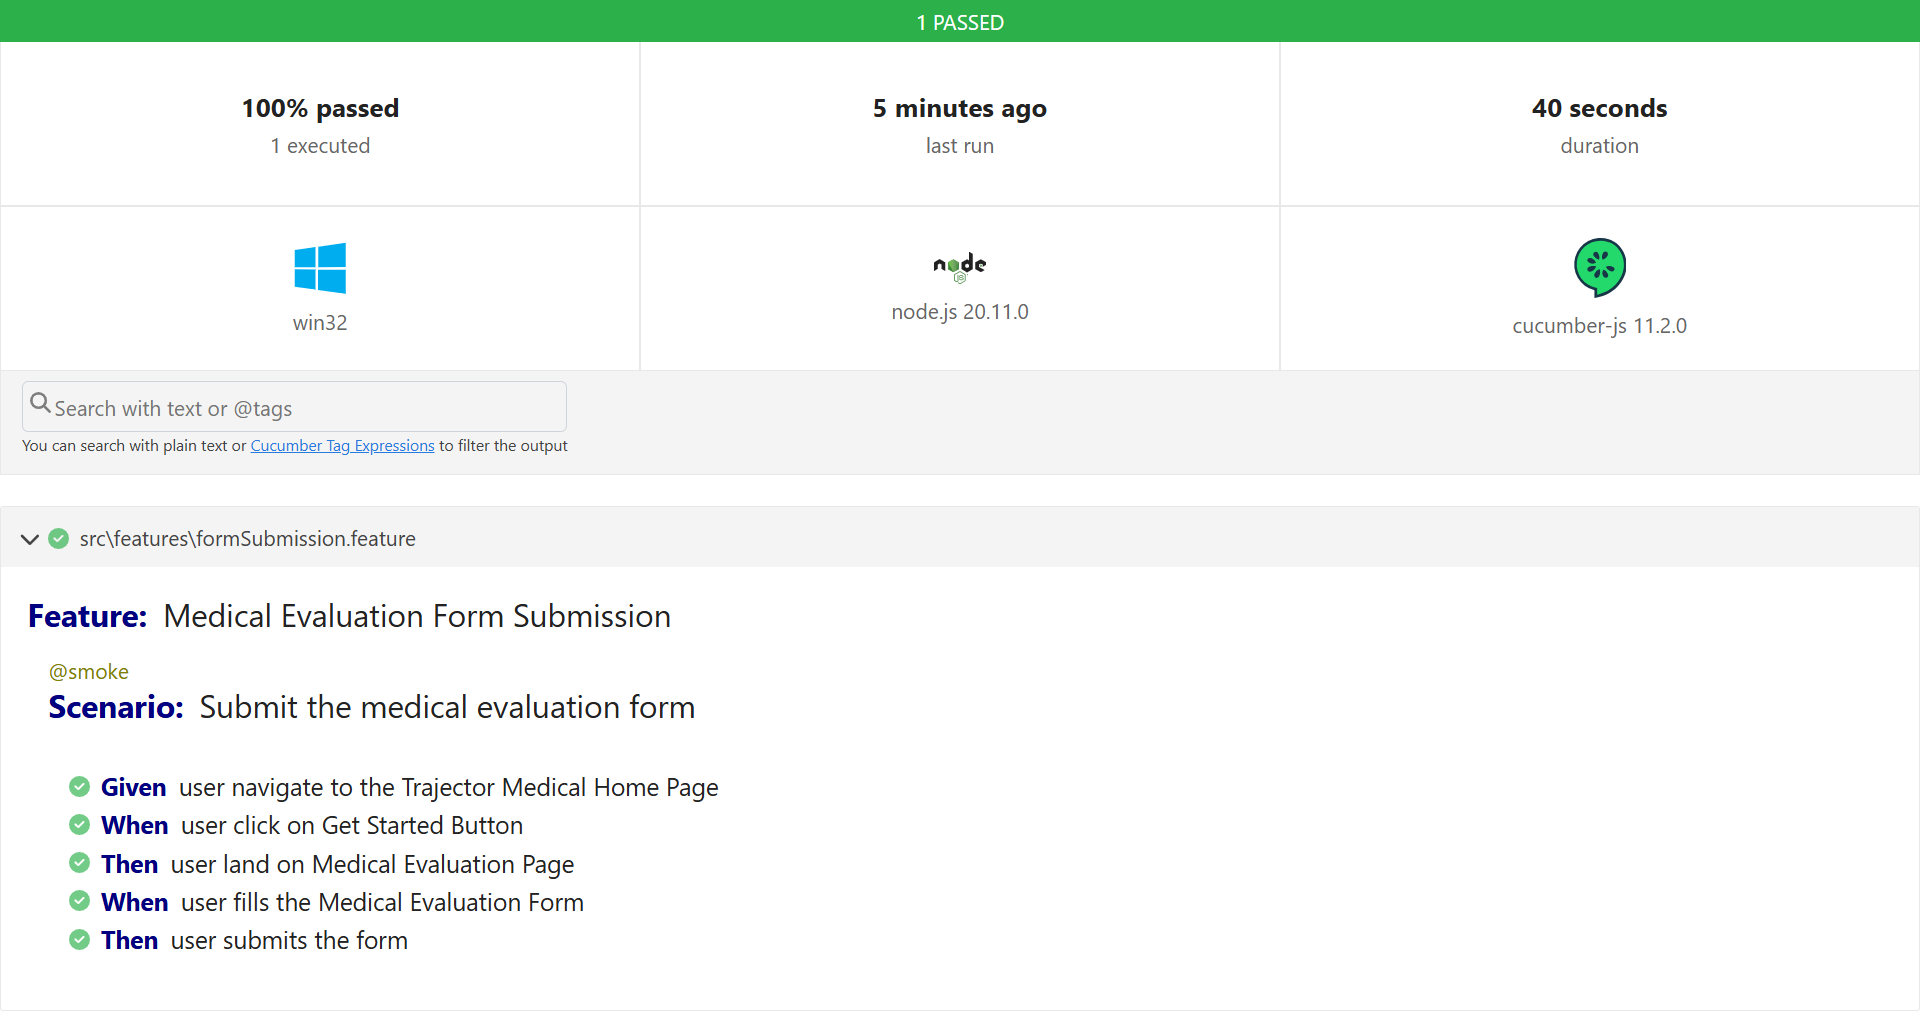 1 PASSED
100% passed
1 executed
5 minutes ago
last run
40 seconds
duration
win32
node
JS
node.js 20.11.0
cucumber-js 11.2.0
Search with text or @tags
You can search with plain text or Cucumber Tag Expressions to filter the output
src\features\formSubmission.feature
Feature: Medical Evaluation Form Submission
@smoke
Scenario: Submit the medical evaluation form
Given user navigate to the Trajector Medical Home Page
When user click on Get Started Button
Then user land on Medical Evaluation Page
When user fills the Medical Evaluation Form
Then user submits the form